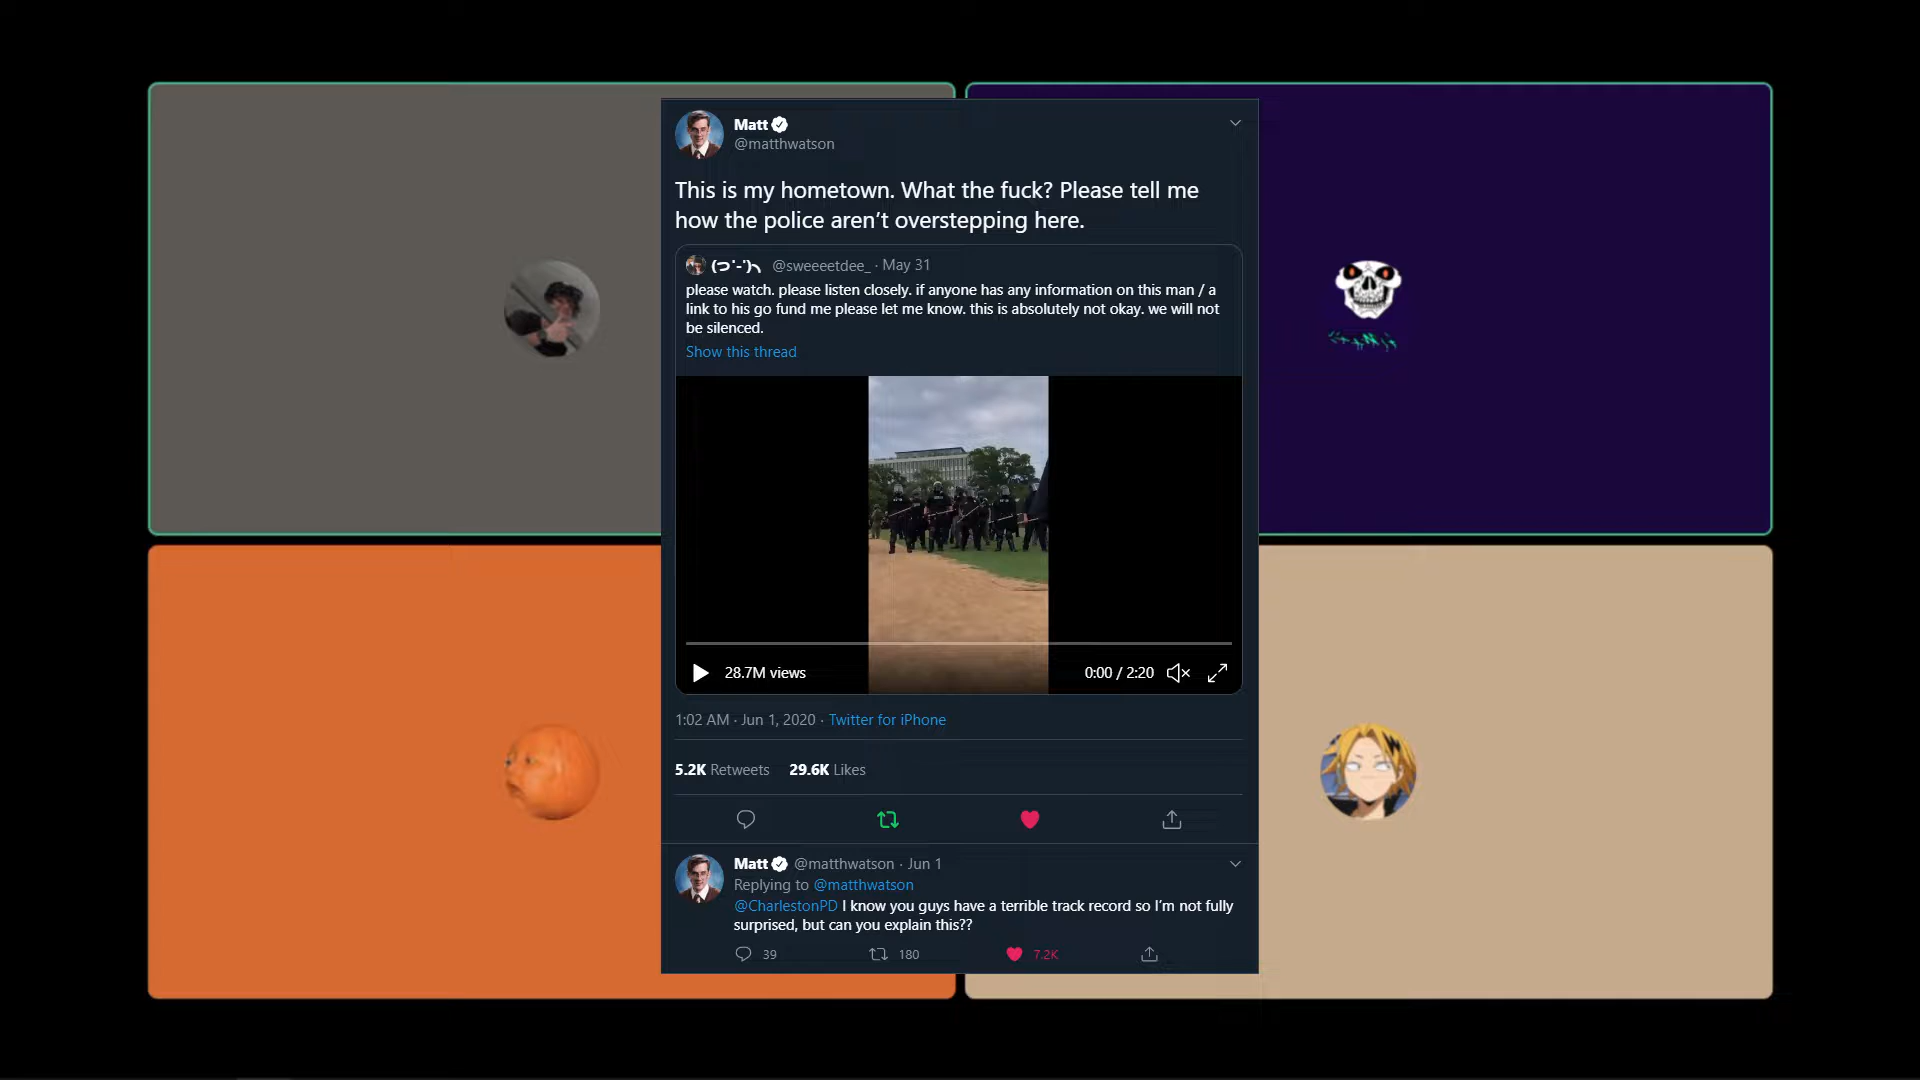 Matt
@matthwatson
This is my hometown. What the fuck? Please tell me
how the police aren’t overstepping here.
(つ˙-˙)╮ @sweeeetdee_ · May 31
please watch. please listen closely. if anyone has any information on this man / a
link to his go fund me please let me know. this is absolutely not okay. we will not
be silenced.
Show this thread
28.7M views
0:00 / 2:20
1:02 AM · Jun 1, 2020 · Twitter for iPhone
5.2K Retweets 29.6K Likes
Matt @matthwatson · Jun 1
Replying to @matthwatson
@CharlestonPD I know you guys have a terrible track record so I’m not fully
surprised, but can you explain this??
39 180 7.2K